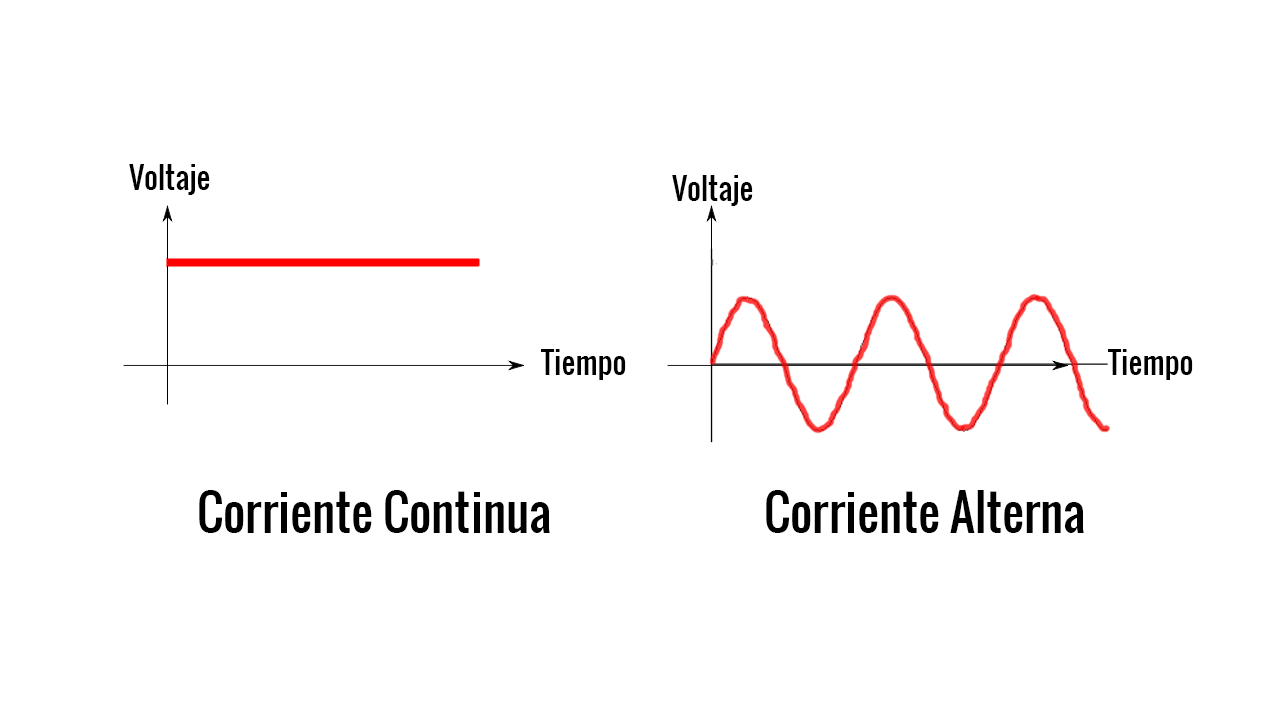 Voltaje
Tiempo
Corriente Continua
Voltaje
Tiempo
Corriente Alterna